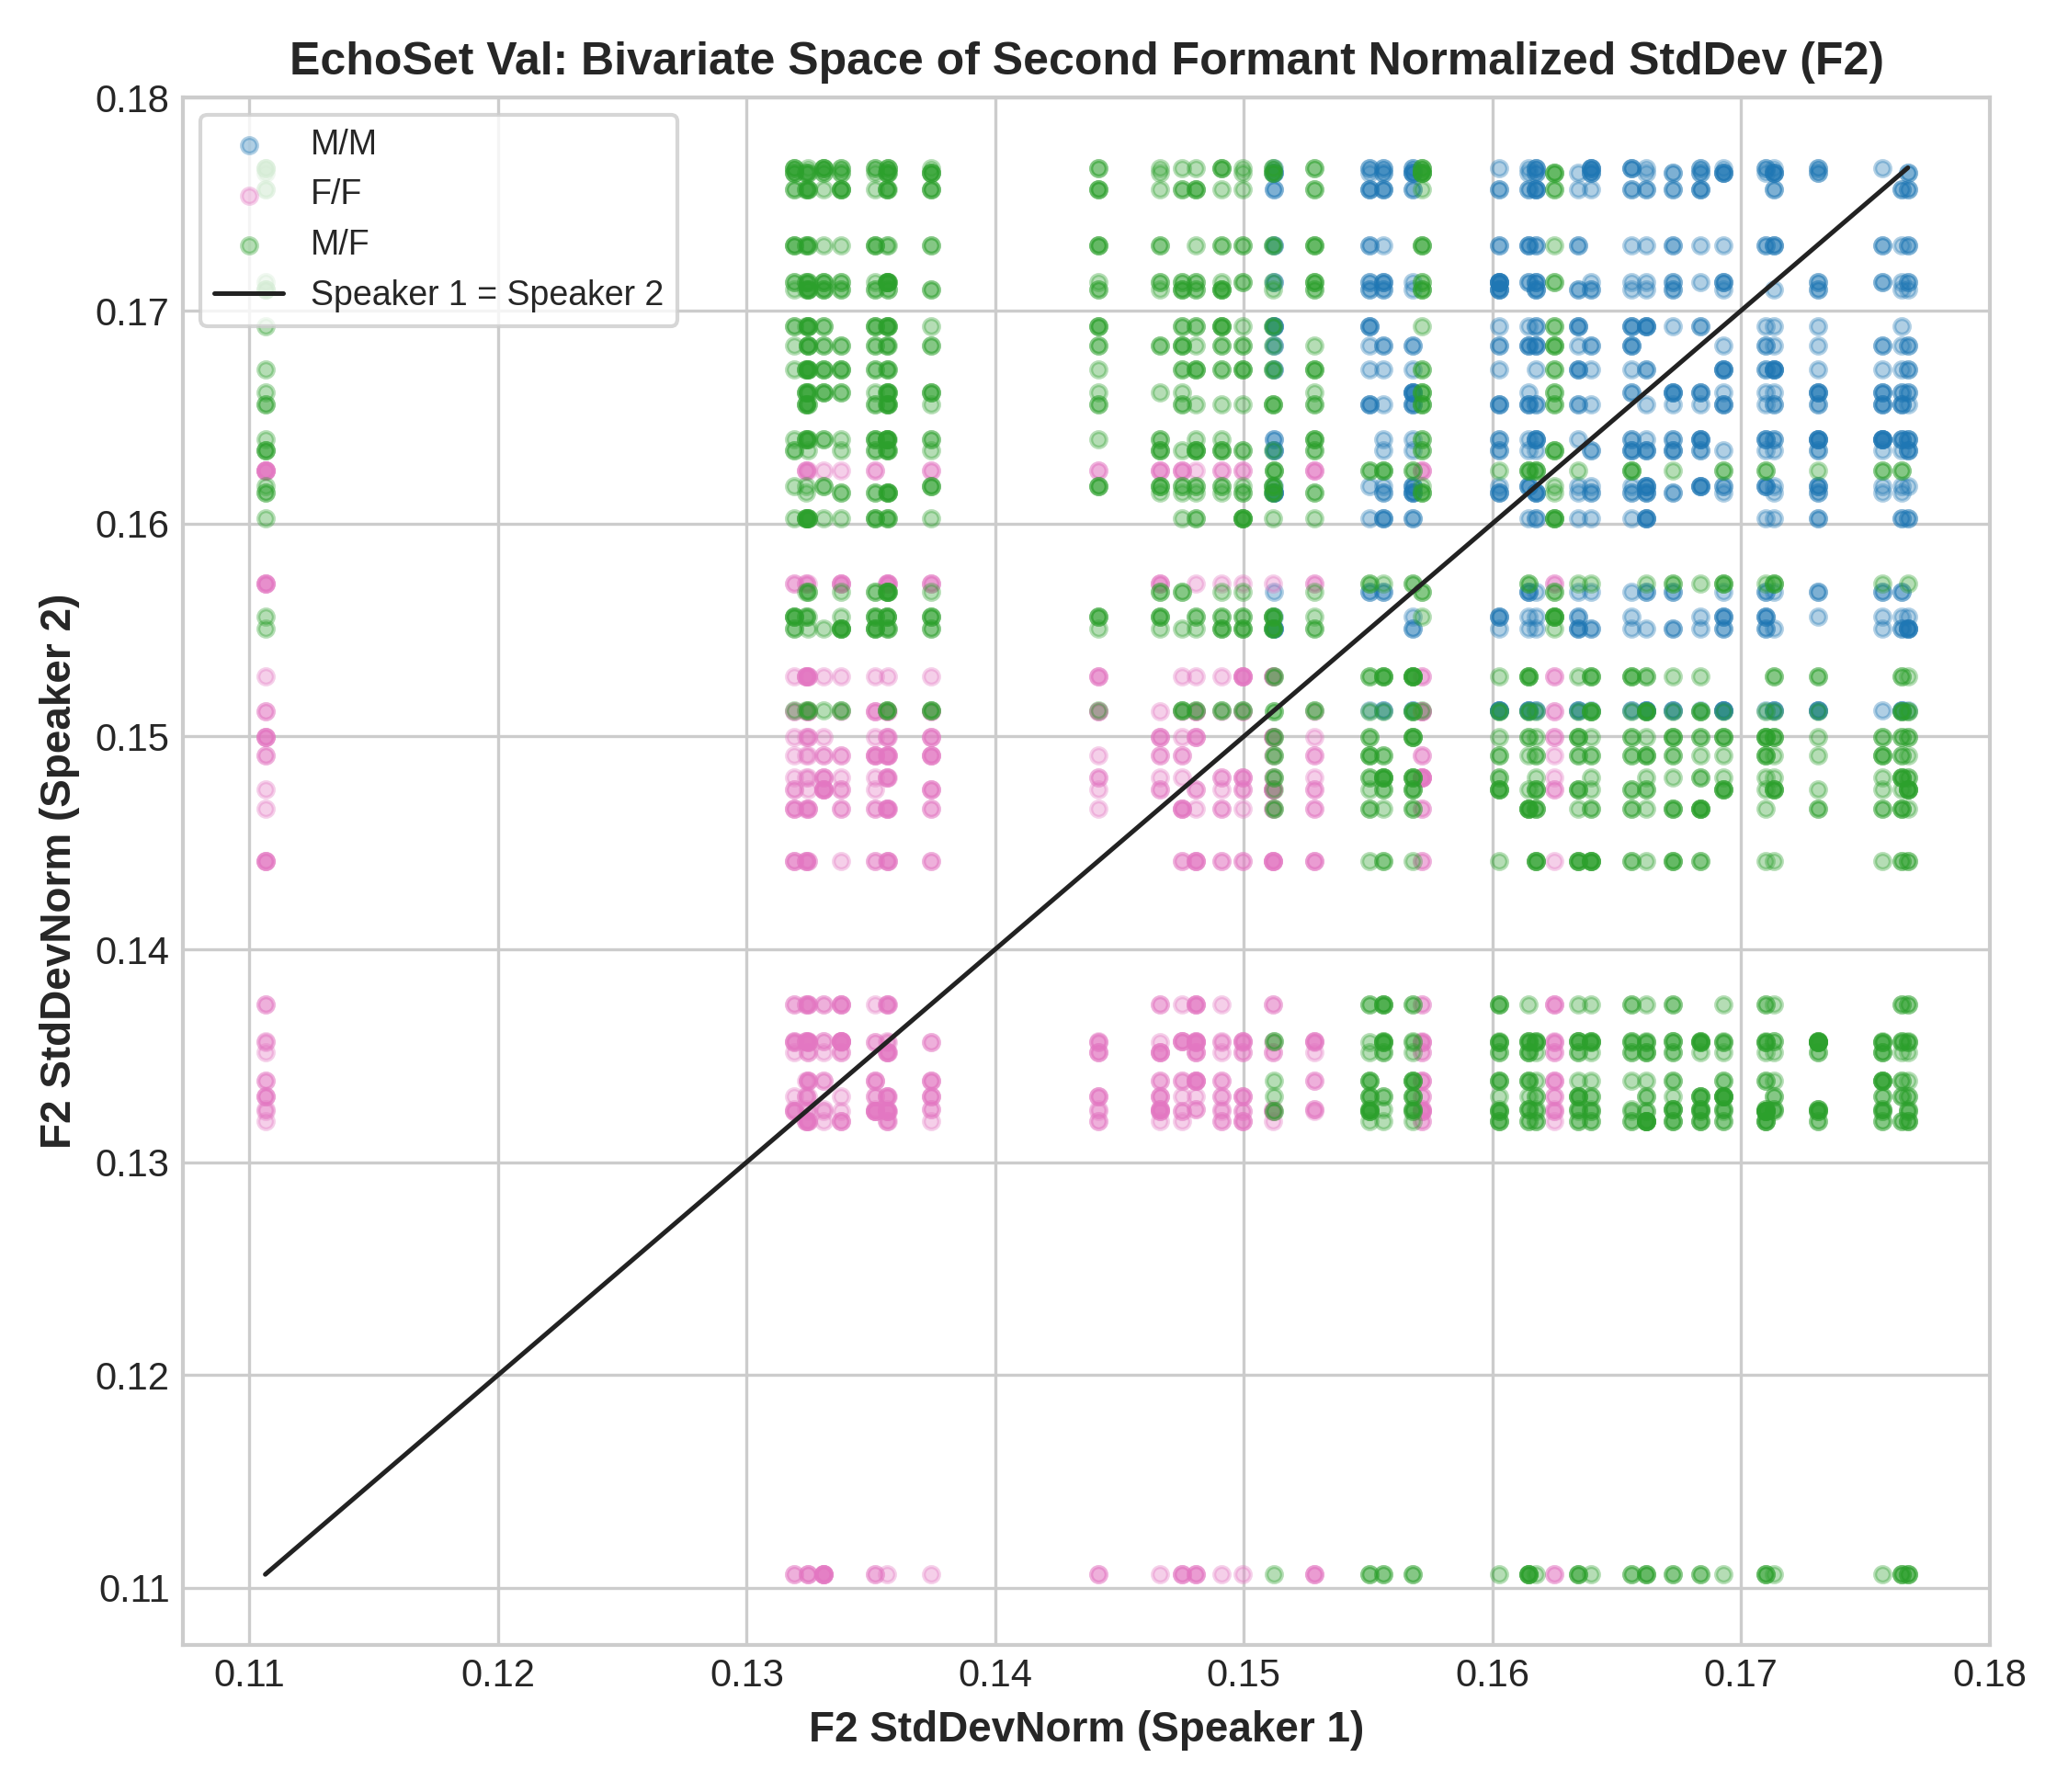 EchoSet Val: Bivariate Space of Second Formant Normalized StdDev (F2)
M/M
F/F
M/F
Speaker 1 = Speaker 2
0.18
0.17
0.16
0.15
0.14
0.13
0.12
0.11
F2 StdDevNorm (Speaker 2)
0.11 0.12 0.13 0.14 0.15 0.16 0.17 0.18
F2 StdDevNorm (Speaker 1)